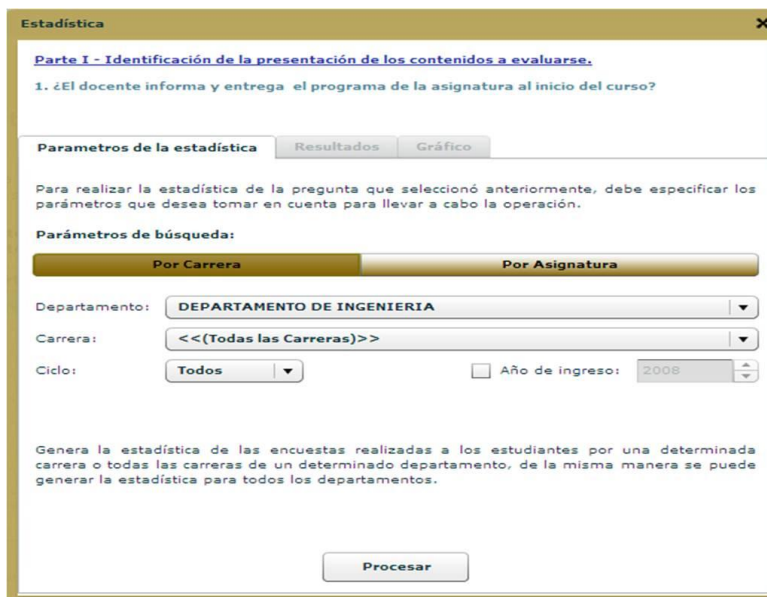 Estadística
Parte I - Identificación de la presentación de los contenidos a evaluarse.
1. ¿El docente informa y entrega el programa de la asignatura al inicio del curso?
Parametros de la estadística Resultados Gráfico
Para realizar la estadística de la pregunta que seleccionó anteriormente, debe especificar los
parámetros que desea tomar en cuenta para llevar a cabo la operación.
Parámetros de búsqueda:
Por Carrera Por Asignatura
Departamento: DEPARTAMENTO DE INGENIERIA
Carrera: <<(Todas las Carreras)>>
Ciclo: Todos Año de ingreso: 2008
Genera la estadística de las encuestas realizadas a los estudiantes por una determinada
carrera o todas las carreras de un determinado departamento, de la misma manera se puede
generar la estadística para todos los departamentos.
Procesar